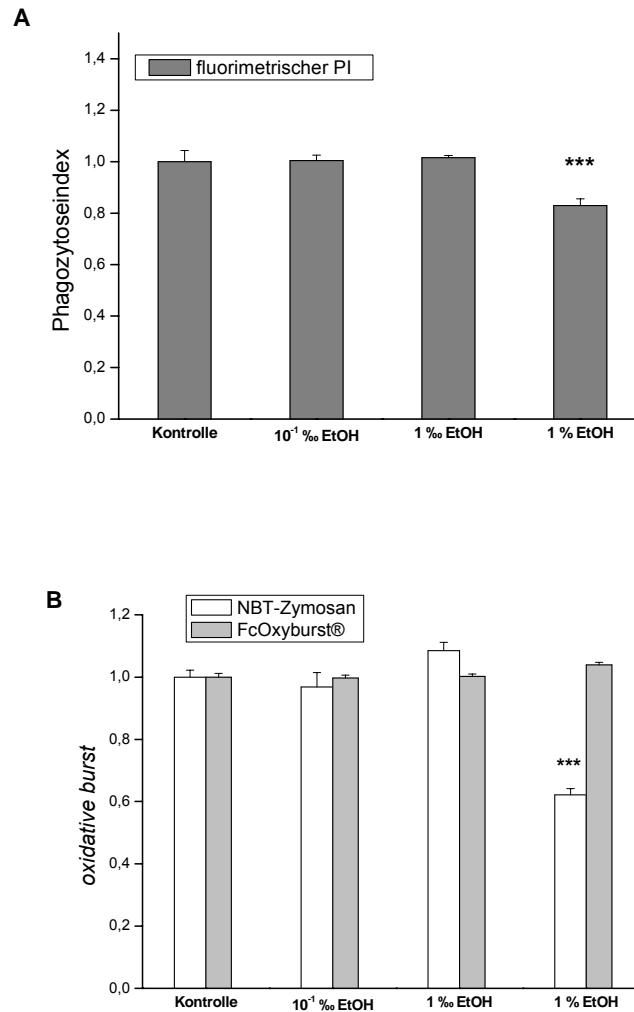 A
1,4
1,2
1,0
0,8
0,6
0,4
0,2
0,0
Phagozytoseindex
fluorimetrischer PI
***
Kontrolle
10⁻¹ ‰ EtOH
1 ‰ EtOH
1 % EtOH
B
1,2
1,0
0,8
0,6
0,4
0,2
0,0
oxidative burst
NBT-Zymosan
FcOxyburst®
***
Kontrolle
10⁻¹ ‰ EtOH
1 ‰ EtOH
1 % EtOH